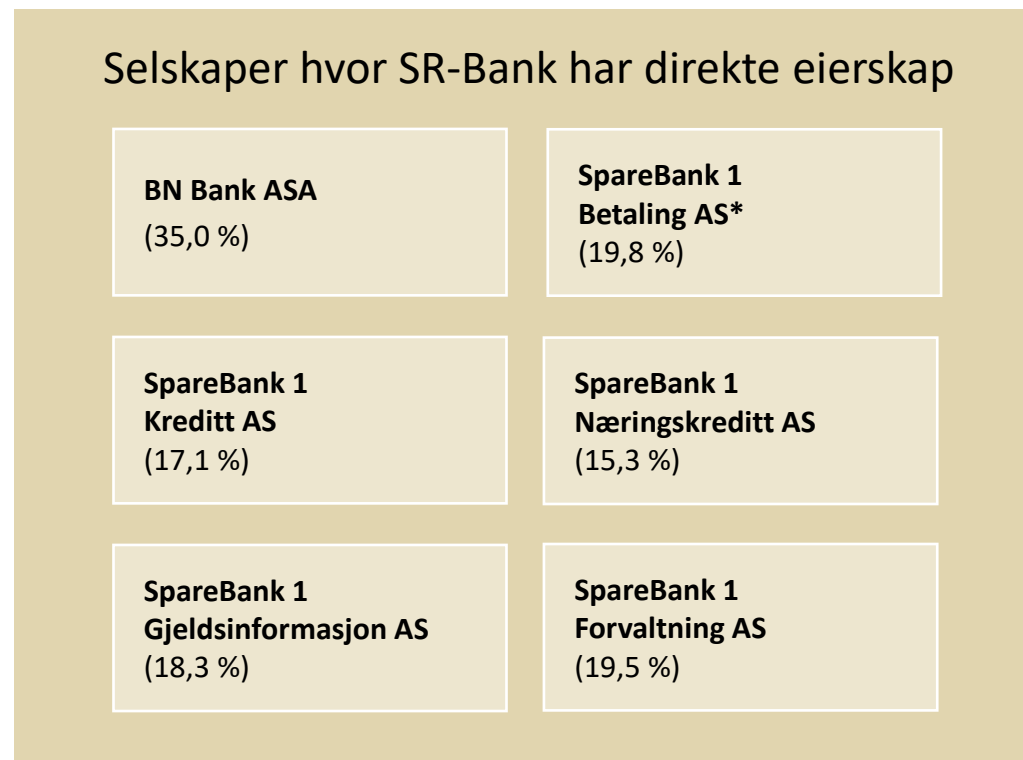 Selskaper hvor SR-Bank har direkte eierskap
BN Bank ASA
(35,0 %)
SpareBank 1
Betaling AS*
(19,8 %)
SpareBank 1
Kreditt AS
(17,1 %)
SpareBank 1
Næringskreditt AS
(15,3 %)
SpareBank 1
Gjeldsinformasjon AS
(18,3 %)
SpareBank 1
Forvaltning AS
(19,5 %)